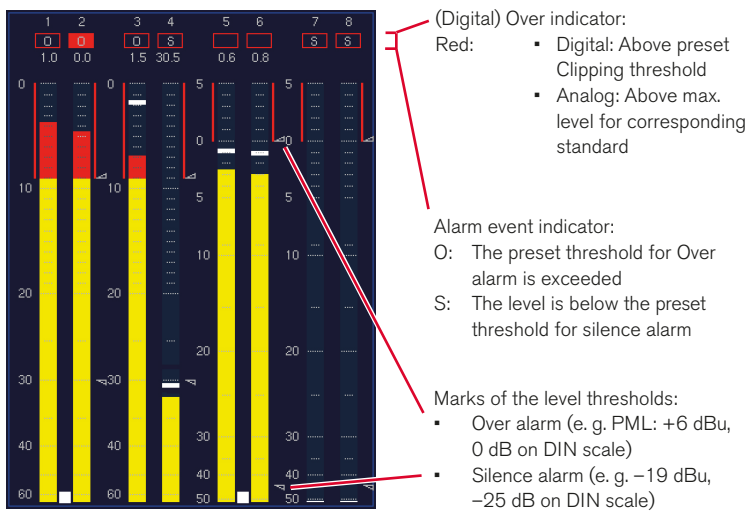 1 2 3 4 5 6 7 8
O O O S S S
1.0 0.0 1.5 30.5 0.6 0.8
0 0 5 5
0 0
10 10 5 5
10 10
20 20
20 20
30 30
30 30
40 40
40 40
60 60 50 50
(Digital) Over indicator:
Red: ▪ Digital: Above preset
Clipping threshold
▪ Analog: Above max.
level for corresponding
standard
Alarm event indicator:
O: The preset threshold for Over
alarm is exceeded
S: The level is below the preset
threshold for silence alarm
Marks of the level thresholds:
▪ Over alarm (e. g. PML: +6 dBu,
0 dB on DIN scale)
▪ Silence alarm (e. g. −19 dBu,
−25 dB on DIN scale)